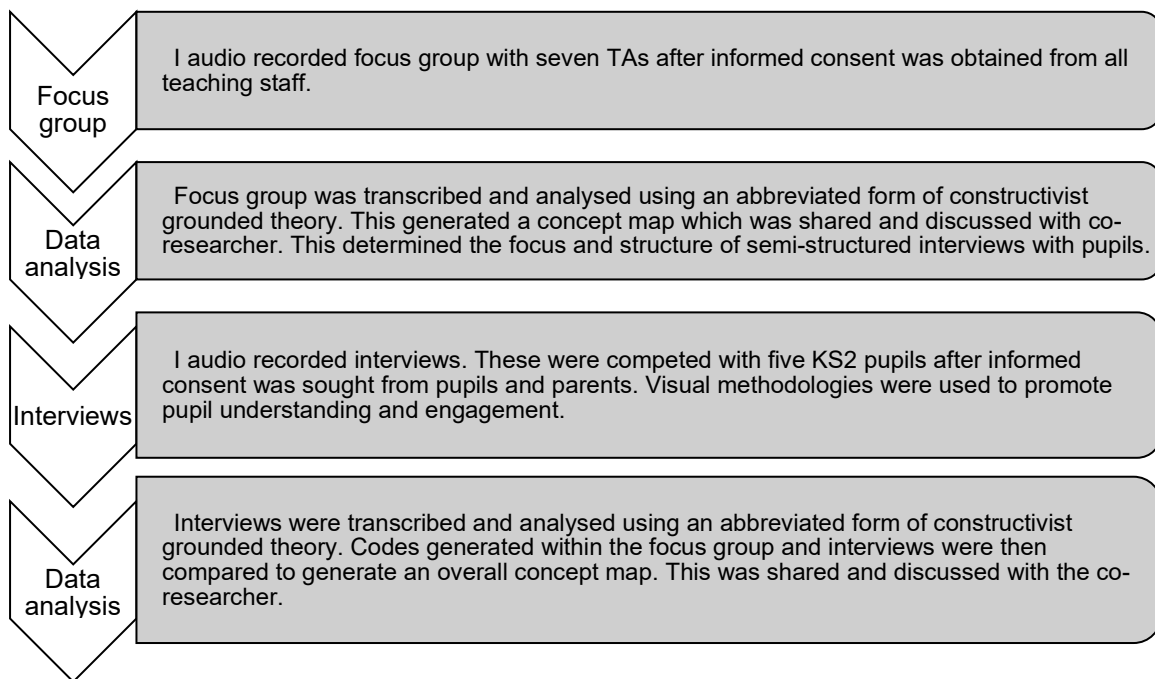 Focus
group
I audio recorded focus group with seven TAs after informed consent was obtained from all
teaching staff.
Data
analysis
Focus group was transcribed and analysed using an abbreviated form of constructivist
grounded theory. This generated a concept map which was shared and discussed with co-
researcher. This determined the focus and structure of semi-structured interviews with pupils.
Interviews
I audio recorded interviews. These were competed with five KS2 pupils after informed
consent was sought from pupils and parents. Visual methodologies were used to promote
pupil understanding and engagement.
Data
analysis
Interviews were transcribed and analysed using an abbreviated form of constructivist
grounded theory. Codes generated within the focus group and interviews were then
compared to generate an overall concept map. This was shared and discussed with the co-
researcher.